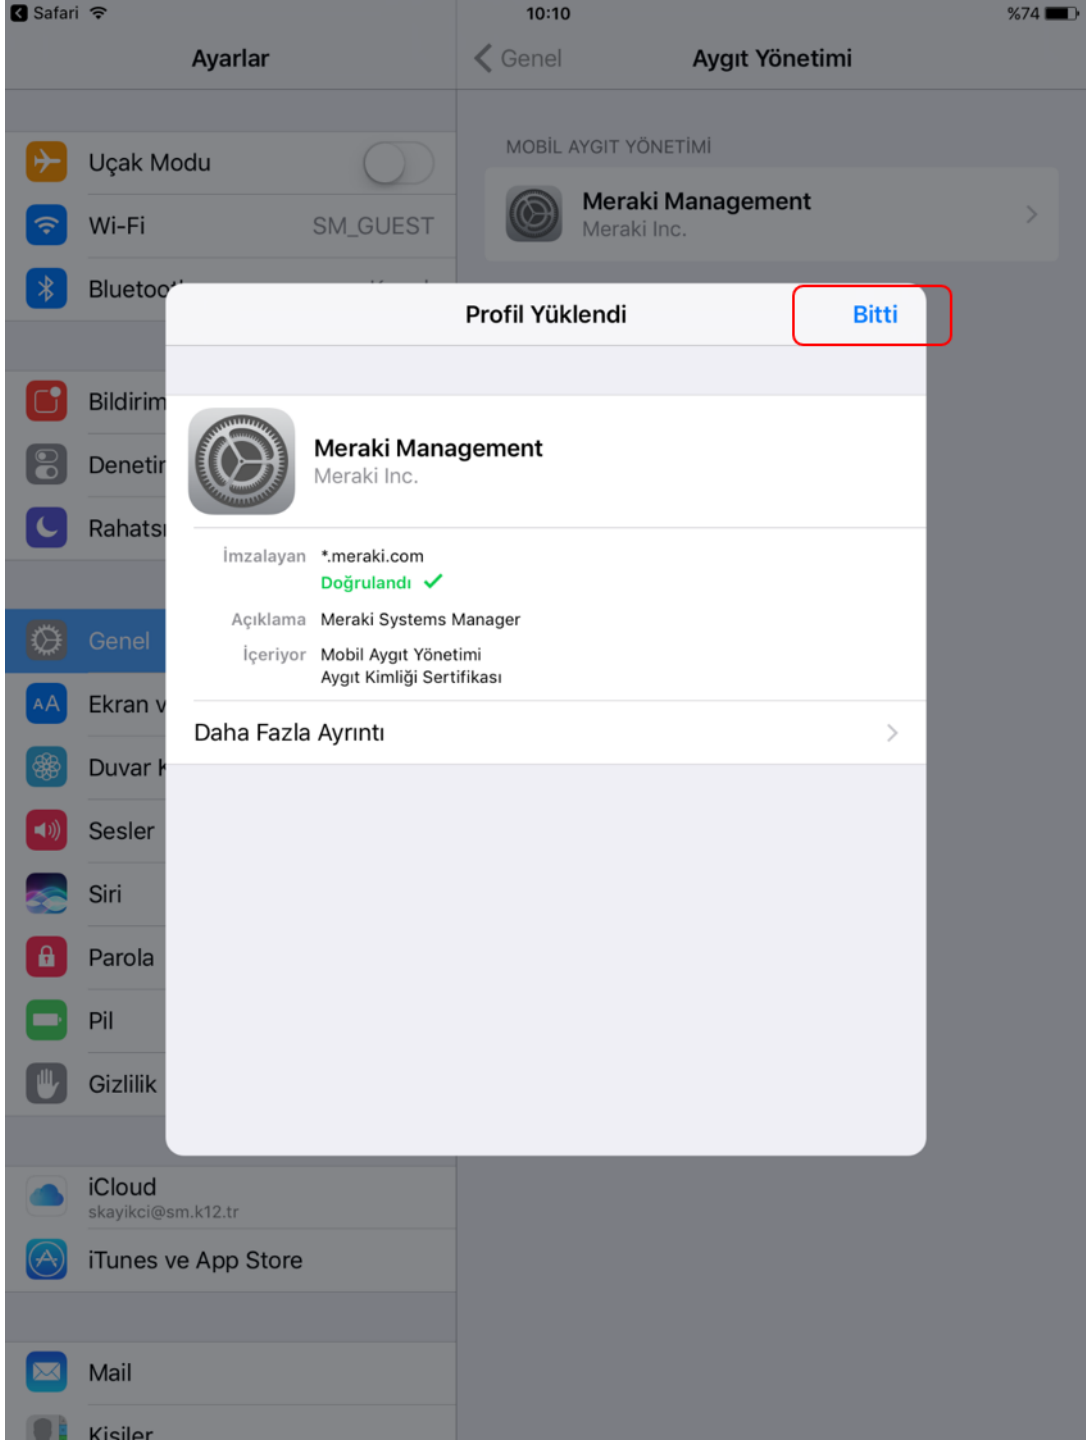 Safari
10:10
%74
Ayarlar
Genel
Aygıt Yönetimi
Uçak Modu
Wi-Fi
SM_GUEST
MOBİL AYGIT YÖNETİMİ
Meraki Management
Meraki Inc.
Profil Yüklendi
Bitti
Meraki Management
Meraki Inc.
İmzalayan *.meraki.com
Doğrulandı
Açıklama Meraki Systems Manager
İçeriyor Mobil Aygıt Yönetimi
Aygıt Kimliği Sertifikası
Daha Fazla Ayrıntı
Genel
Sesler
Siri
Parola
Pil
Gizlilik
iCloud
skayikci@sm.k12.tr
iTunes ve App Store
Mail
Kişiler